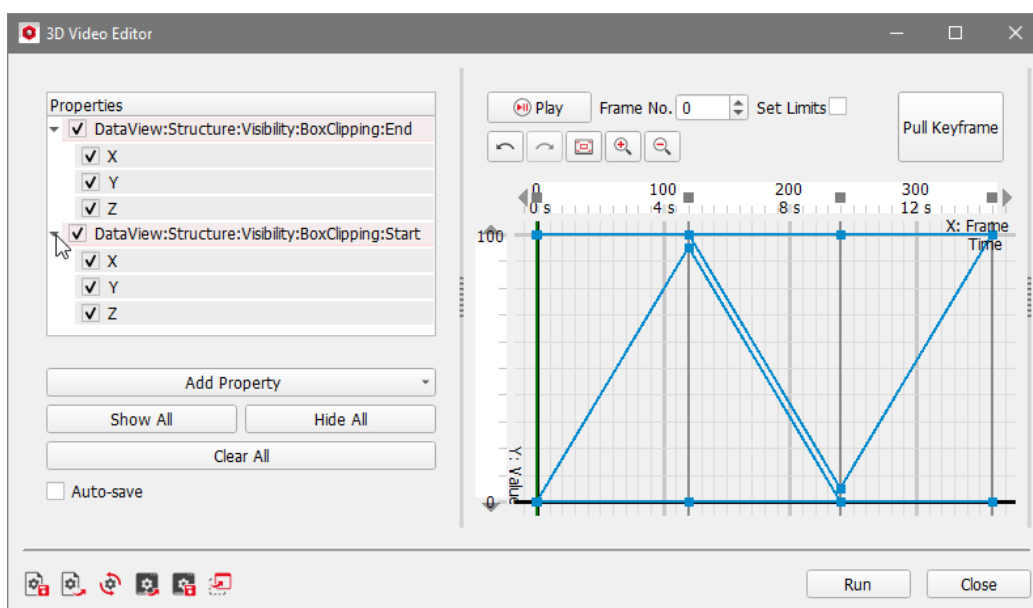 3D Video Editor
Properties
DataView:Structure:Visibility:BoxClipping:End
X
Y
Z
DataView:Structure:Visibility:BoxClipping:Start
X
Y
Z
Add Property
Show All Hide All
Clear All
Auto-save
Play Frame No. 0 Set Limits
Pull Keyframe
0 100 200 300
0 s 4 s 8 s 12 s
X: Frame
Time
100
Y: Value
0
Run Close